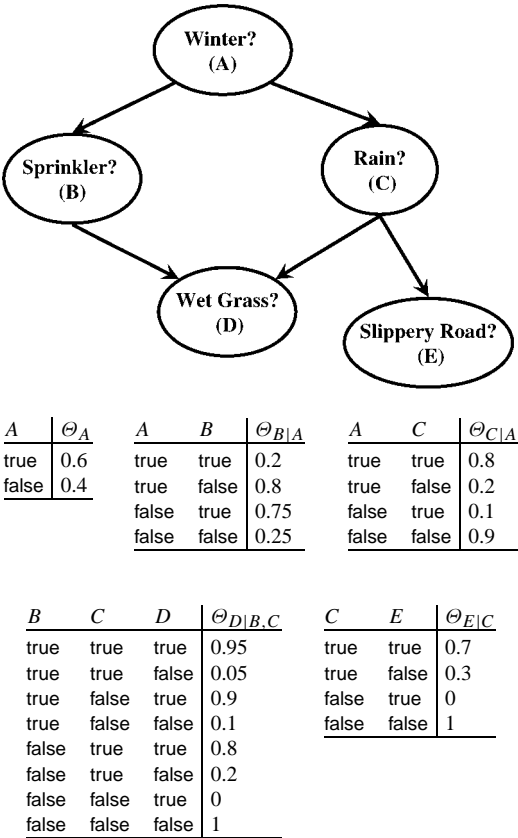 Winter?
(A)
Sprinkler?
(B)
Rain?
(C)
Wet Grass?
(D)
Slippery Road?
(E)
A Θ_A
true 0.6
false 0.4
A B Θ_B|A
true true 0.2
true false 0.8
false true 0.75
false false 0.25
A C Θ_C|A
true true 0.8
true false 0.2
false true 0.1
false false 0.9
B C D Θ_D|B,C
true true true 0.95
true true false 0.05
true false true 0.9
true false false 0.1
false true true 0.8
false true false 0.2
false false true 0
false false false 1
C E Θ_E|C
true true 0.7
true false 0.3
false true 0
false false 1